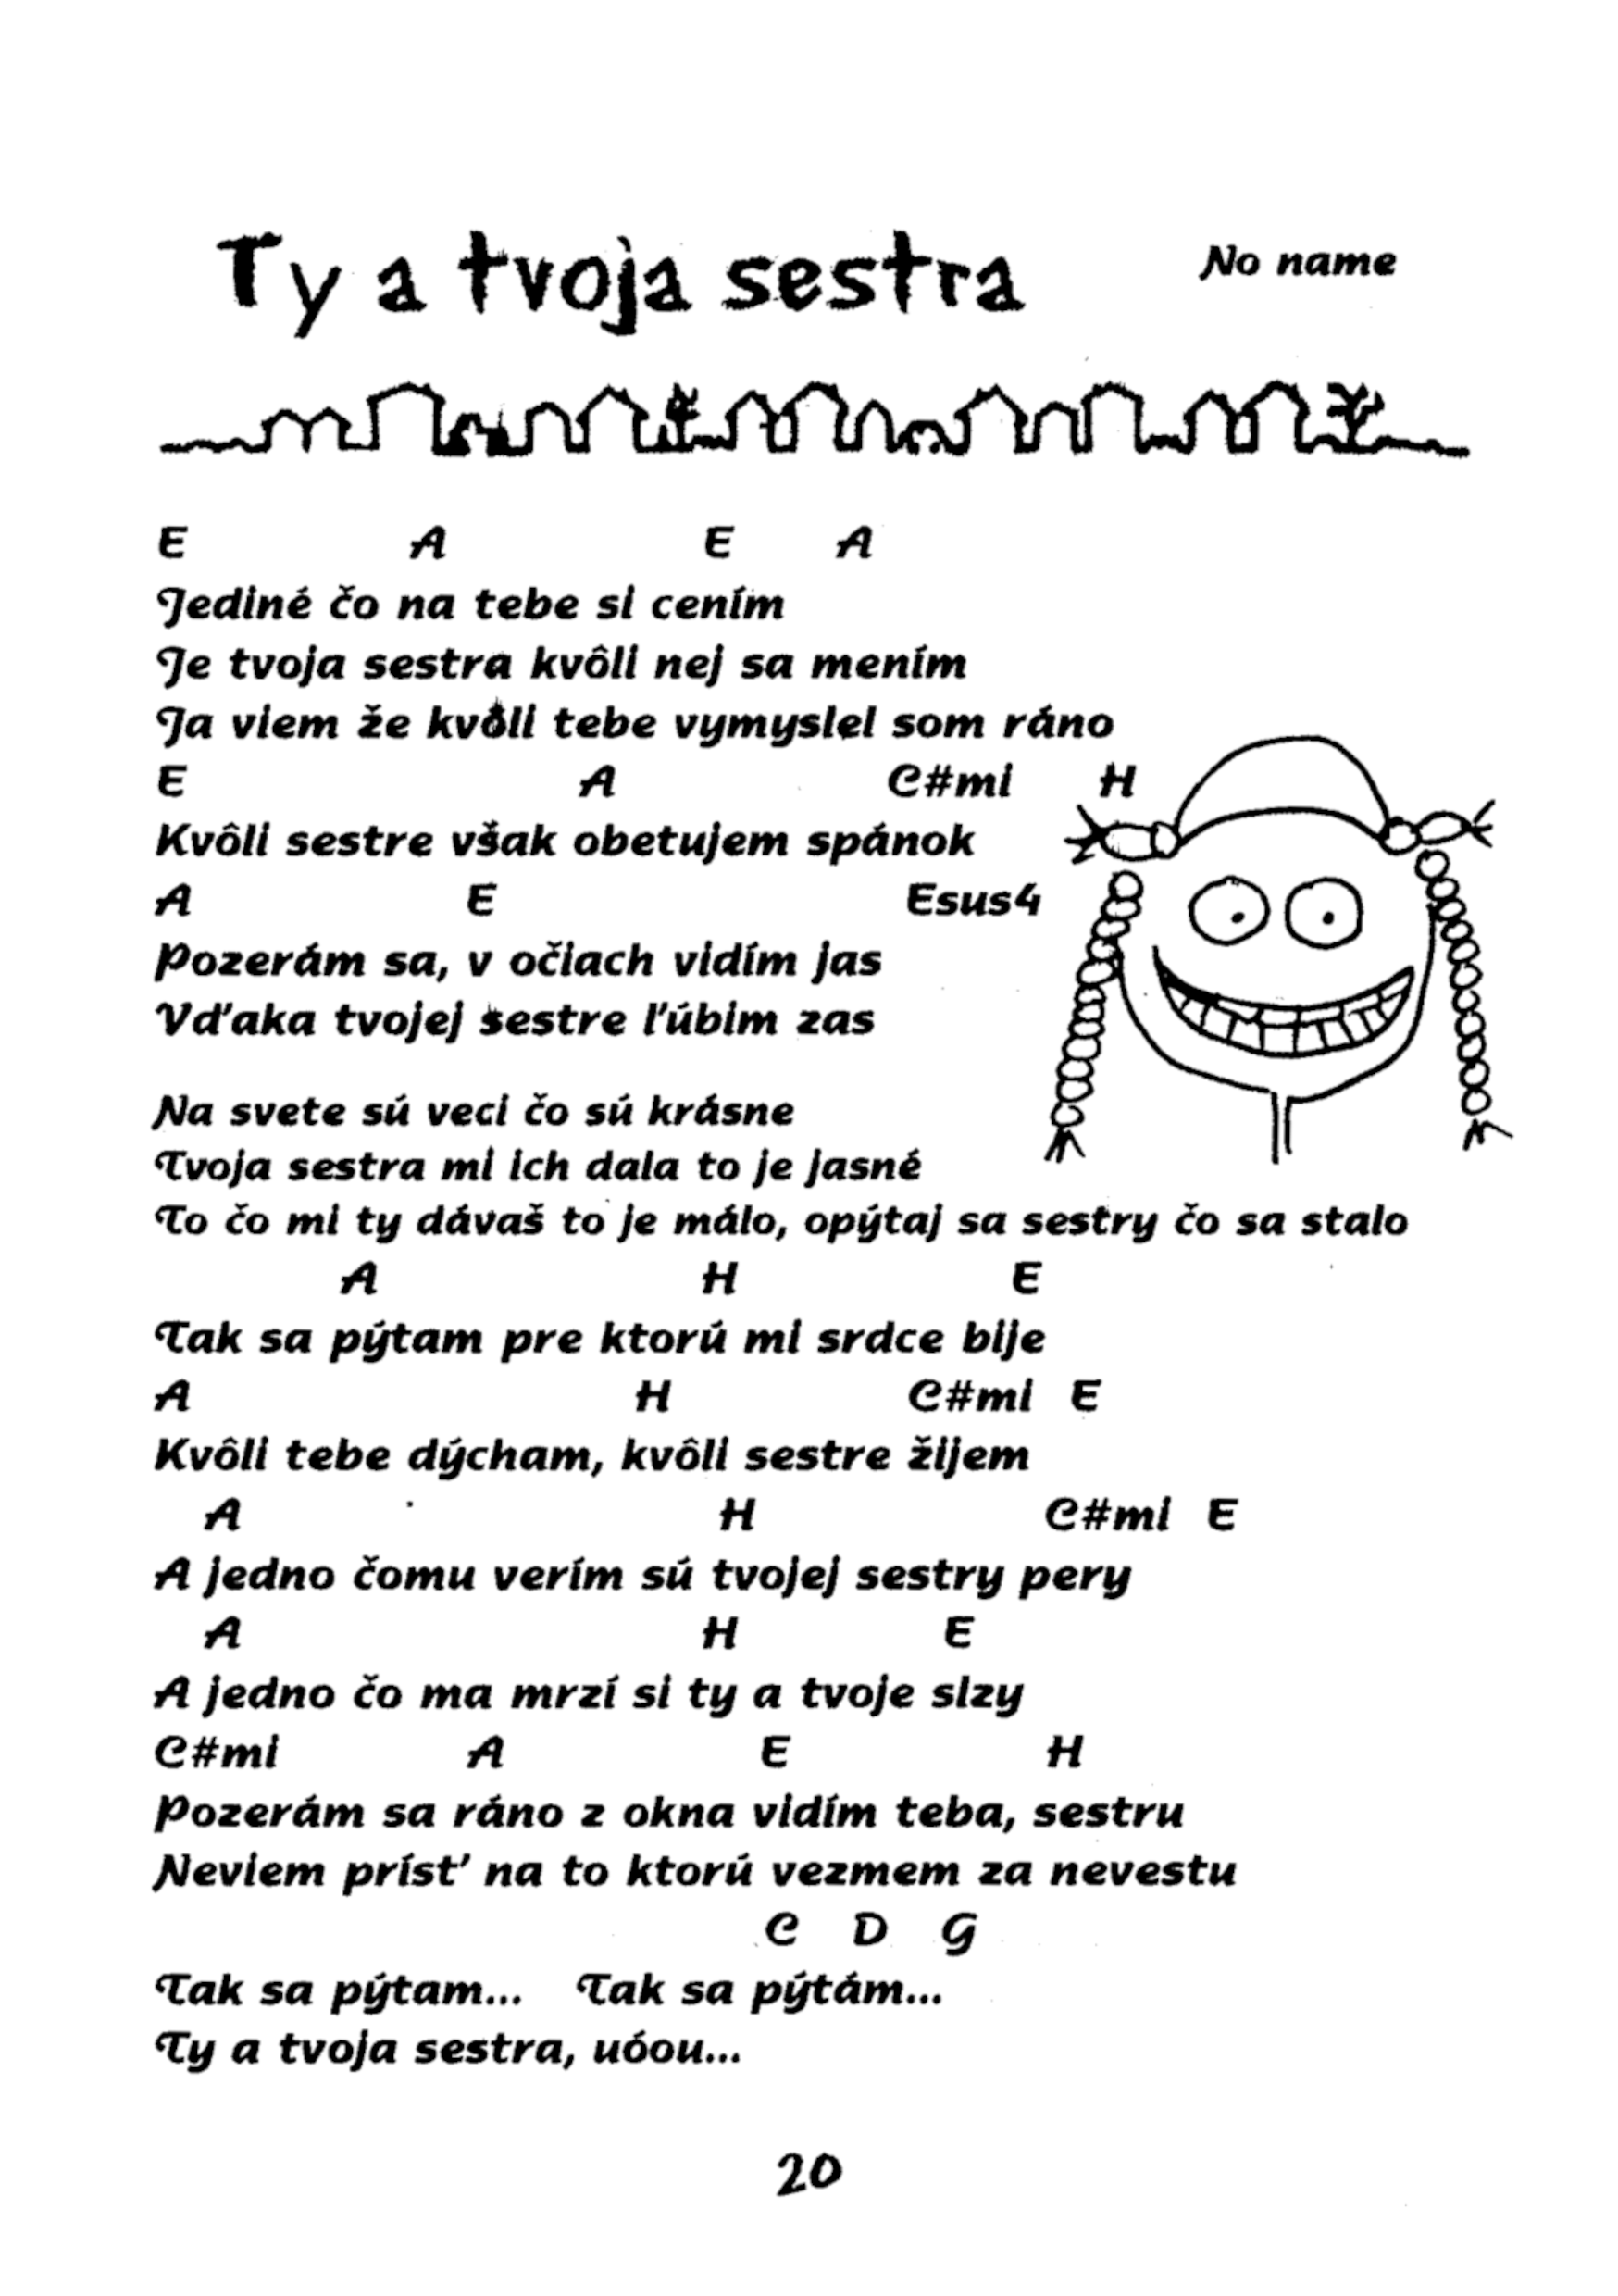 Ty a tvoja sestra
No name
E A E A
Jediné čo na tebe si cením
Je tvoja sestra kvôli nej sa mením
Ja viem že kvôli tebe vymyslel som ráno
E A C#mi H
Kvôli sestre však obetujem spánok
A E Esus4
Pozerám sa, v očiach vidím jas
Vďaka tvojej sestre ľúbim zas
Na svete sú veci čo sú krásne
Tvoja sestra mi ich dala to je jasné
To čo mi ty dávaš to je málo, opýtaj sa sestry čo sa stalo
A H E
Tak sa pýtam pre ktorú mi srdce bije
A H C#mi E
Kvôli tebe dýcham, kvôli sestre žijem
A H C#mi E
A jedno čomu verím sú tvojej sestry pery
A H E
A jedno čo ma mrzí si ty a tvoje slzy
C#mi A E H
Pozerám sa ráno z okna vidím teba, sestru
Neviem prísť na to ktorú vezmem za nevestu
C D G
Tak sa pýtam... Tak sa pýtám...
Ty a tvoja sestra, uóou...
20